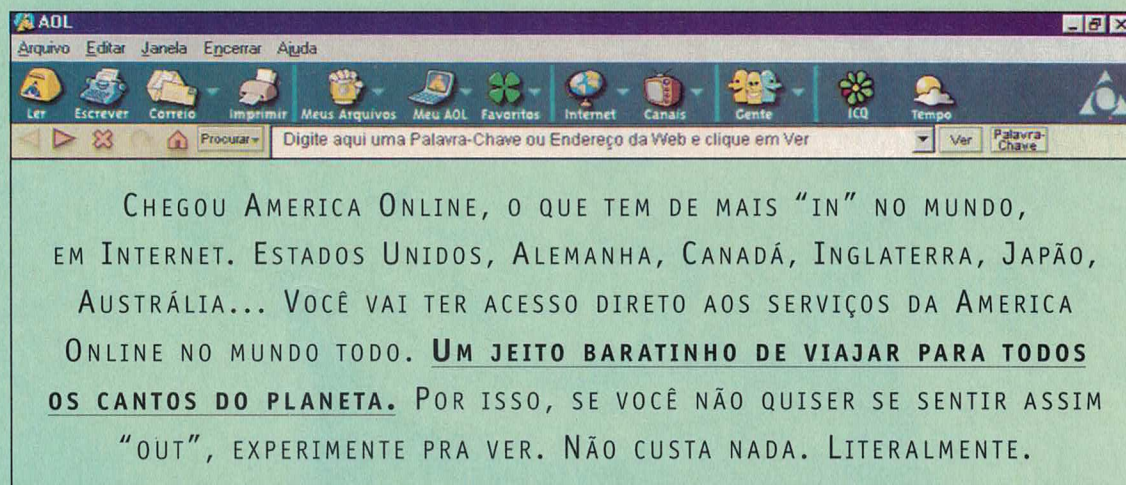 AOL
Arquivo Editar Janela Encerrar Ajuda
Ler Escrever Correio Imprimir Meus Arquivos Meu AOL Favoritos Internet Canais Gente ICQ Tempo
Procurar Digite aqui uma Palavra-Chave ou Endereço da Web e clique em Ver Ver Palavra-Chave
CHEGOU AMERICA ONLINE, O QUE TEM DE MAIS “IN” NO MUNDO,
EM INTERNET. ESTADOS UNIDOS, ALEMANHA, CANADÁ, INGLATERRA, JAPÃO,
AUSTRÁLIA... VOCÊ VAI TER ACESSO DIRETO AOS SERVIÇOS DA AMERICA
ONLINE NO MUNDO TODO. UM JEITO BARATINHO DE VIAJAR PARA TODOS
OS CANTOS DO PLANETA. POR ISSO, SE VOCÊ NÃO QUISER SE SENTIR ASSIM
“OUT”, EXPERIMENTE PRA VER. NÃO CUSTA NADA. LITERALMENTE.